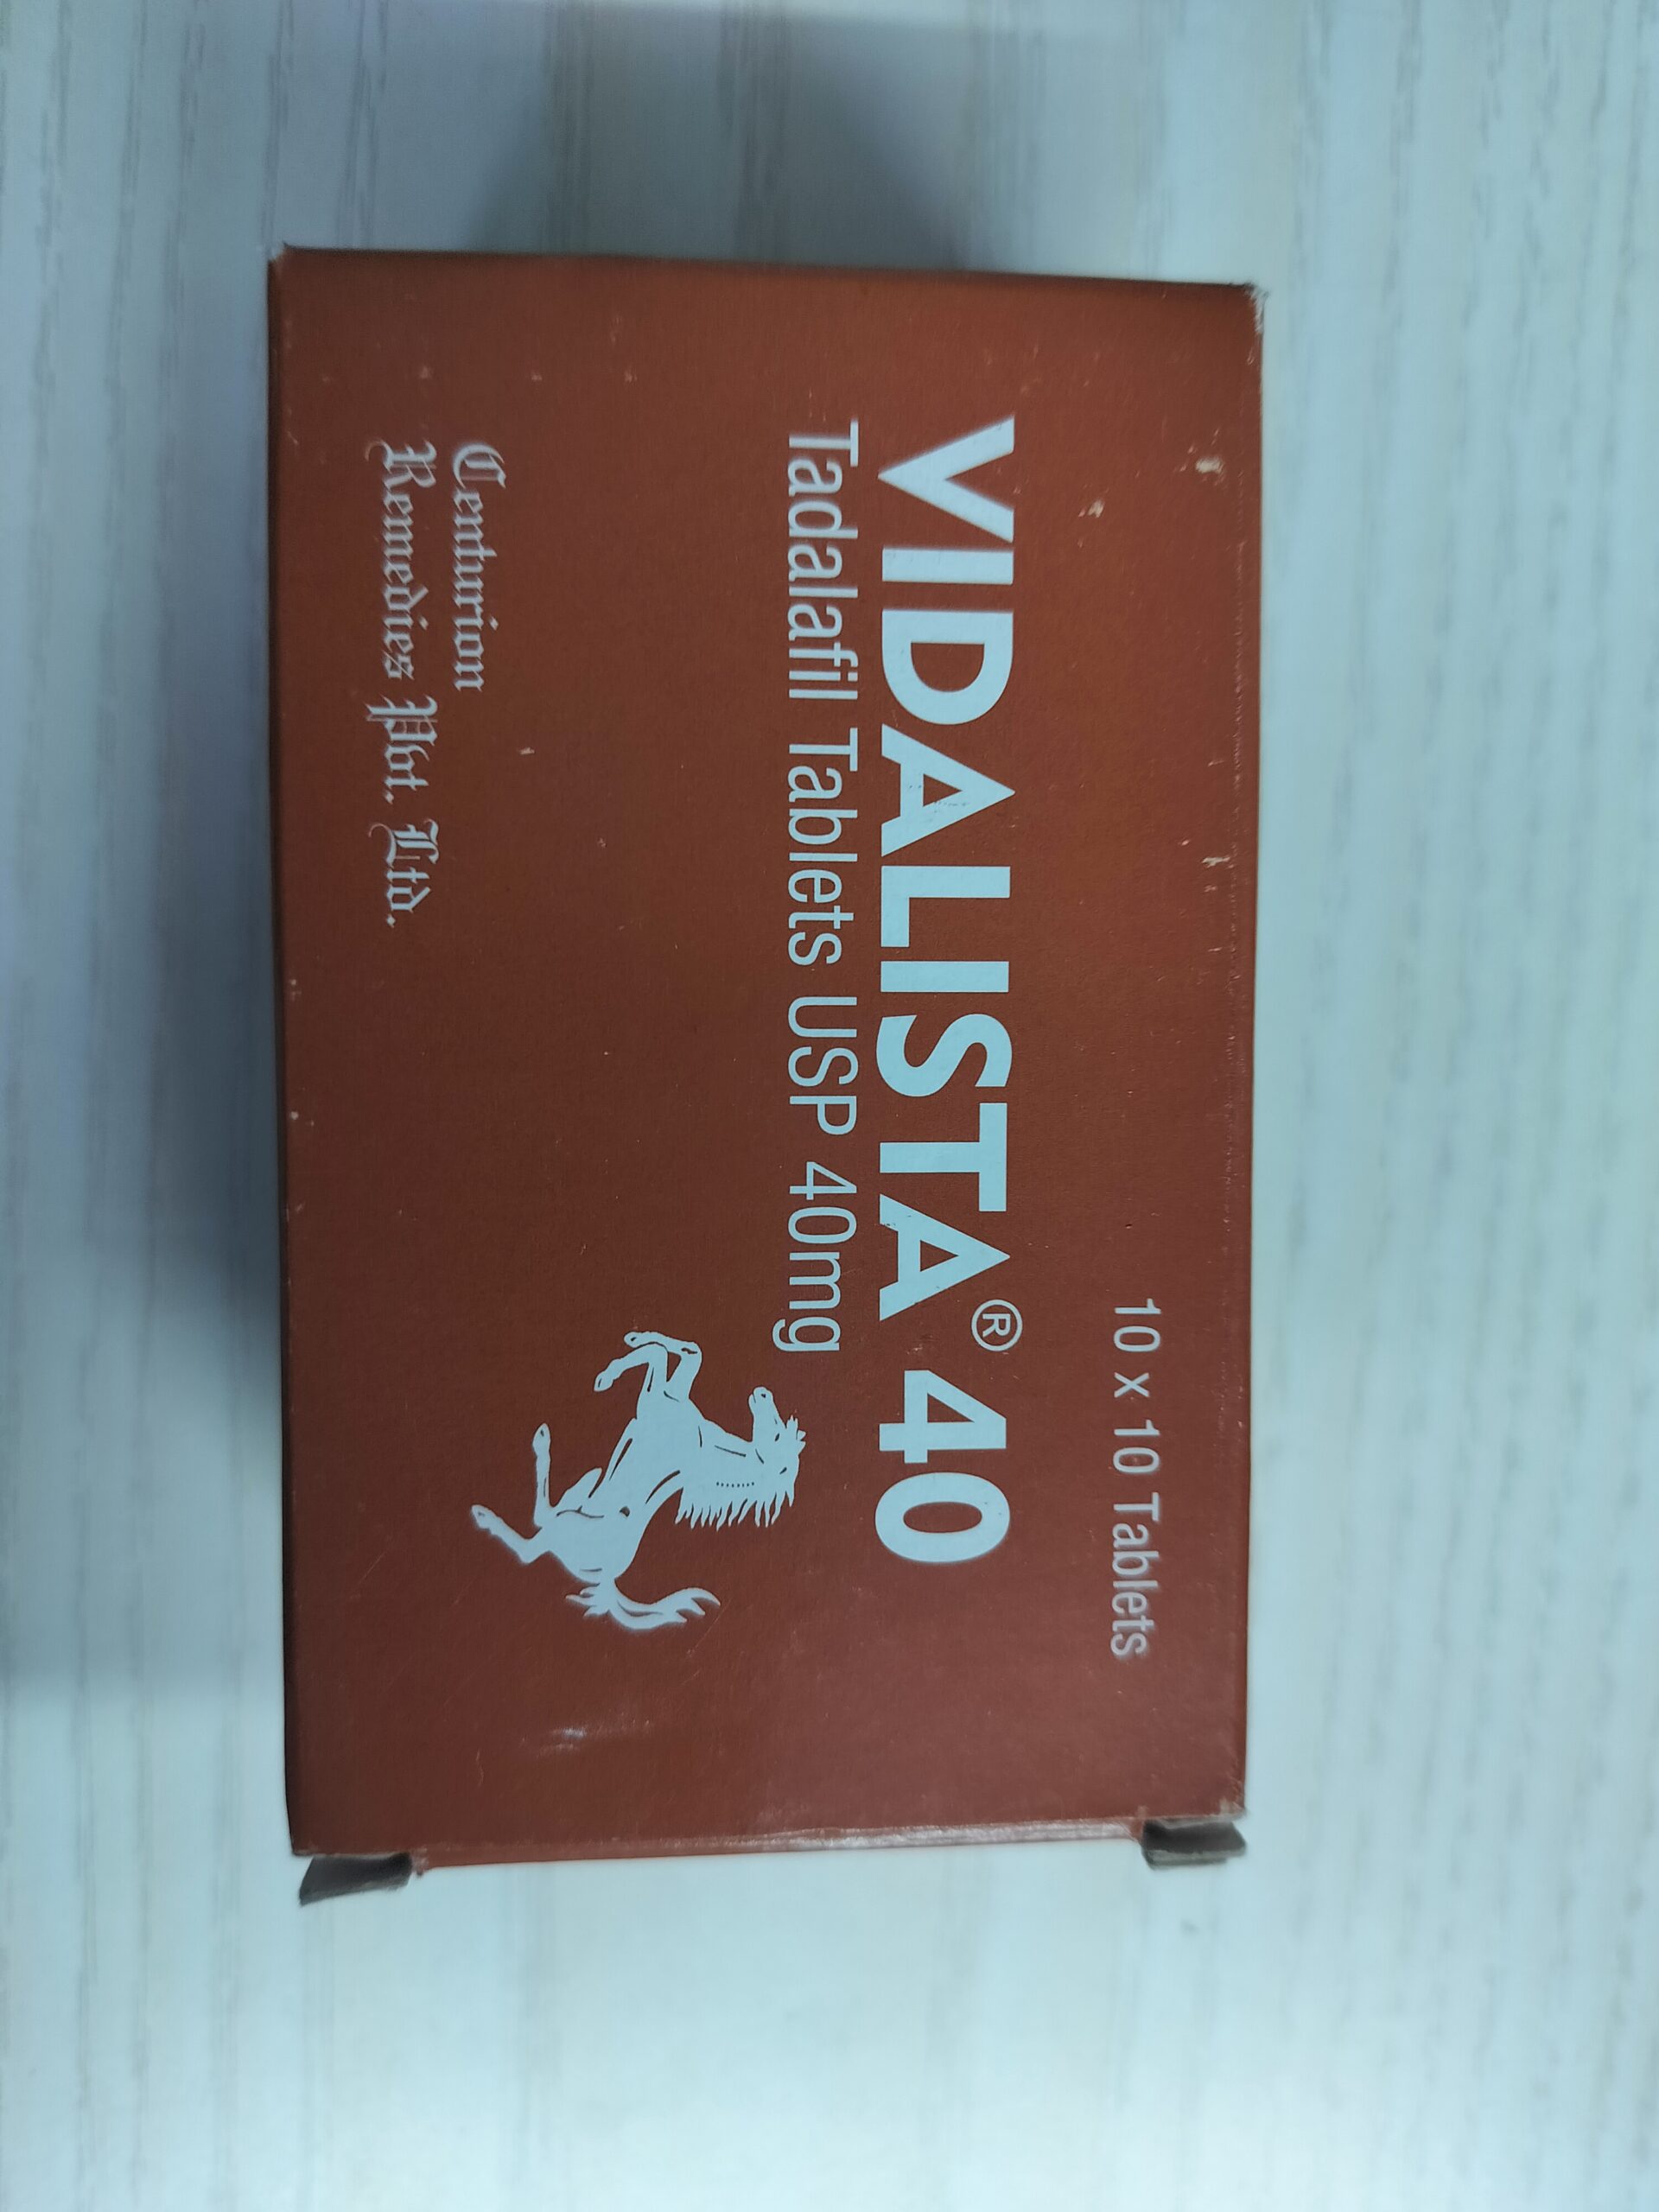 10 x 10 Tablets
VIDALISTA® 40
Tadalafil Tablets USP 40mg
Centurion
Remedies Pvt. Ltd.